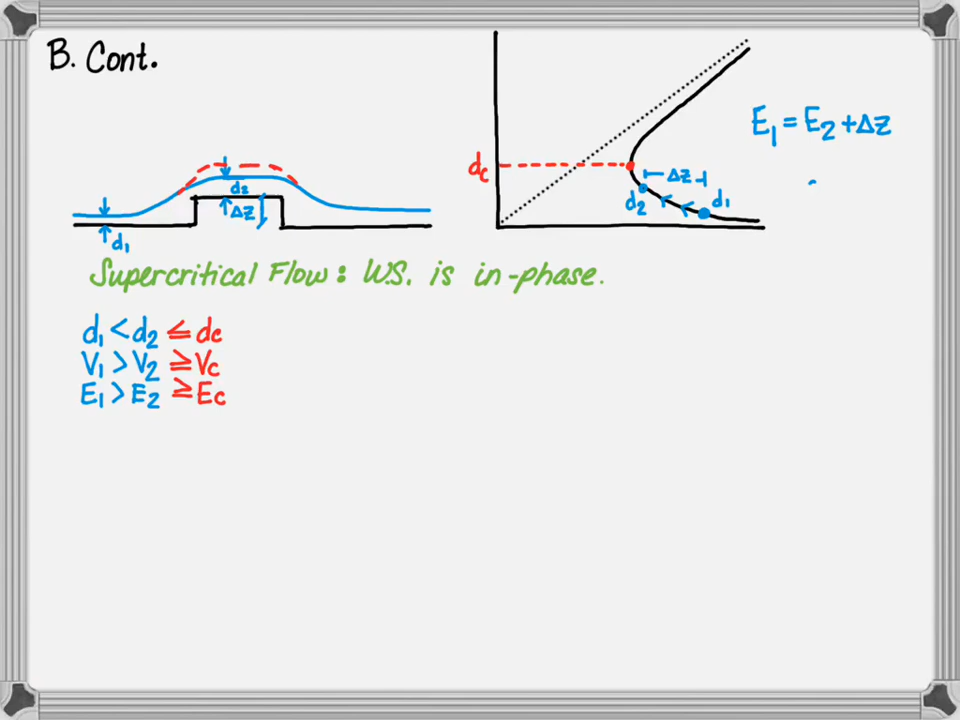 B. Cont.
E₁ = E₂ + Δz
dc
Δz
d₂
d₁
d₂
Δz
d₁
Supercritical Flow: W.S. is in-phase.
d₁ < d₂ ≤ dc
V₁ > V₂ ≥ Vc
E₁ > E₂ ≥ Ec